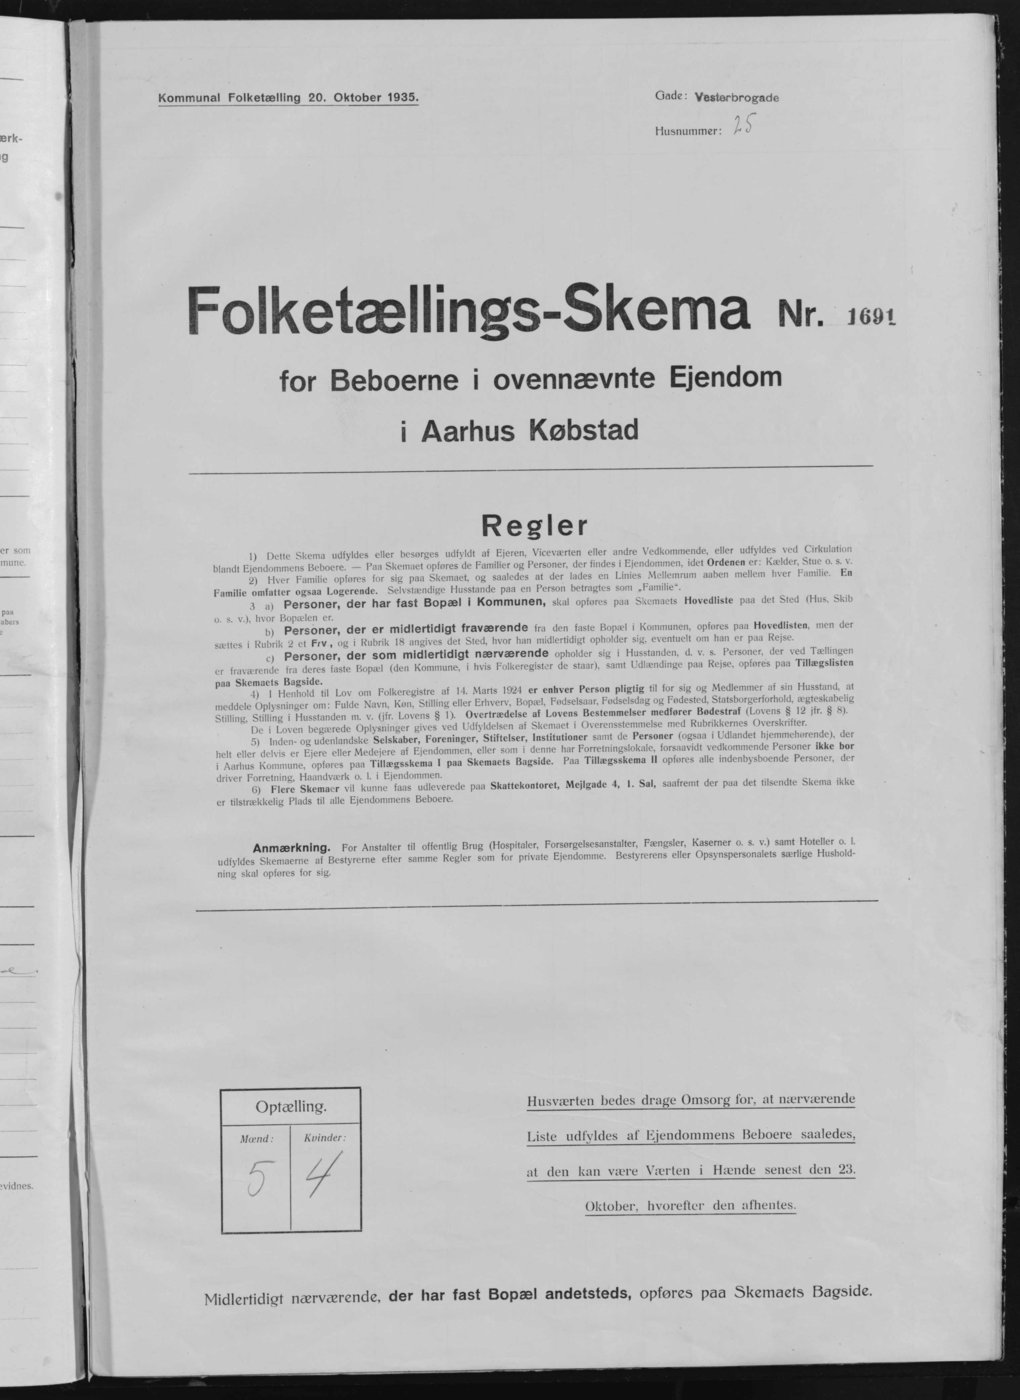 Kommunal Folketælling 20. Oktober 1935.
Gade: Vesterbrogade
Husnummer: 25
Folketællings-Skema Nr. 1691
for Beboerne i ovennævnte Ejendom
i Aarhus Købstad
Regler
1) Dette Skema udfyldes eller besørges udfyldt af Ejeren, Viceværten eller andre Vedkommende, eller udfyldes ved Cirkulation
blandt Ejendommens Beboere. — Paa Skemaet opføres de Familier og Personer, der findes i Ejendommen, idet Ordenen er: Kælder, Stue o. s. v.
2) Hver Familie opføres for sig paa Skemaet, og saaledes at der lades en Linies Mellemrum aaben mellem hver Familie. En
Familie omfatter ogsaa Logerende. Selvstændige Husstande paa en Person betragtes som „Familie“.
3 a) Personer, der har fast Bopæl i Kommunen, skal opføres paa Skemaets Hovedliste paa det Sted (Hus, Skib
o. s. v.), hvor Bopælen er.
b) Personer, der er midlertidigt fraværende fra den faste Bopæl i Kommunen, opføres paa Hovedlisten, men der
sættes i Rubrik 2 et Frv, og i Rubrik 18 angives det Sted, hvor han midlertidigt opholder sig, eventuelt om han er paa Rejse.
c) Personer, der som midlertidigt nærværende opholder sig i Husstanden, d. v. s. Personer, der ved Tællingen
er fraværende fra deres faste Bopæl (den Kommune, i hvis Folkeregister de staar), samt Udlændinge paa Rejse, opføres paa Tillægslisten
paa Skemaets Bagside.
4) I Henhold til Lov om Folkeregistre af 14. Marts 1924 er enhver Person pligtig til for sig og Medlemmer af sin Husstand, at
meddele Oplysninger om: Fulde Navn, Køn, Stilling eller Erhverv, Bopæl, Fødselsaar, Fødselsdag og Fødested, Statsborgerforhold, ægteskabelig
Stilling, Stilling i Husstanden m. v. (jfr. Lovens § 1). Overtrædelse af Lovens Bestemmelser medfører Bødestraf (Lovens § 12 jfr. § 8).
De i Loven begærede Oplysninger gives ved Udfyldelsen af Skemaet i Overensstemmelse med Rubrikkernes Overskrifter.
5) Inden- og udenlandske Selskaber, Foreninger, Stiftelser, Institutioner samt de Personer (ogsaa i Udlandet hjemmehørende), der
helt eller delvis er Ejere eller Medejere af Ejendommen, eller som i denne har Forretningslokale, forsaavidt vedkommende Personer ikke bor
i Aarhus Kommune, opføres paa Tillægsskema I paa Skemaets Bagside. Paa Tillægsskema II opføres alle indenbysboende Personer, der
driver Forretning, Haandværk o. l. i Ejendommen.
6) Flere Skemaer vil kunne faas udleverede paa Skattekontoret, Mejlgade 4, 1. Sal, saafremt der paa det tilsendte Skema ikke
er tilstrækkelig Plads til alle Ejendommens Beboere.
Anmærkning. For Anstalter til offentlig Brug (Hospitaler, Forsørgelsesanstalter, Fængsler, Kaserner o. s. v.) samt Hoteller o. l.
udfyldes Skemaerne af Bestyrerne efter samme Regler som for private Ejendomme. Bestyrerens eller Opsynspersonalets særlige Hushold-
ning skal opføres for sig.
Optælling.
Mænd: Kvinder:
5 4
Husværten bedes drage Omsorg for, at nærværende
Liste udfyldes af Ejendommens Beboere saaledes,
at den kan være Værten i Hænde senest den 23.
Oktober, hvorefter den afhentes.
Midlertidigt nærværende, der har fast Bopæl andetsteds, opføres paa Skemaets Bagside.